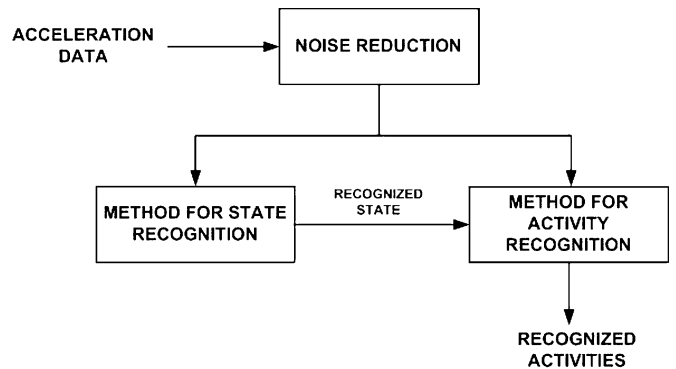 ACCELERATION
DATA
NOISE REDUCTION
METHOD FOR STATE
RECOGNITION
RECOGNIZED
STATE
METHOD FOR
ACTIVITY
RECOGNITION
RECOGNIZED
ACTIVITIES